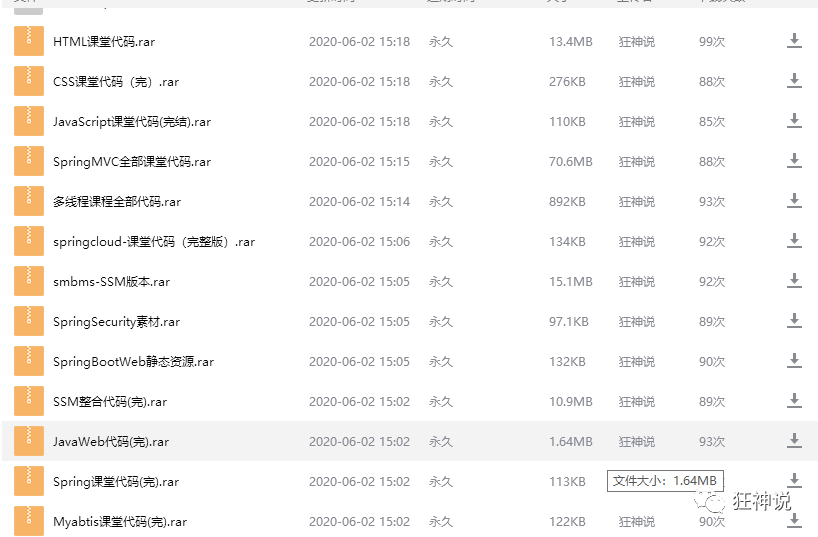 HTML课堂代码.rar 2020-06-02 15:18 永久 13.4MB 狂神说 99次
CSS课堂代码（完）.rar 2020-06-02 15:18 永久 276KB 狂神说 88次
JavaScript课堂代码(完结).rar 2020-06-02 15:18 永久 110KB 狂神说 85次
SpringMVC全部课堂代码.rar 2020-06-02 15:15 永久 70.6MB 狂神说 88次
多线程课程全部代码.rar 2020-06-02 15:14 永久 892KB 狂神说 93次
springcloud-课堂代码（完整版）.rar 2020-06-02 15:06 永久 134KB 狂神说 92次
smbms-SSM版本.rar 2020-06-02 15:05 永久 15.1MB 狂神说 92次
SpringSecurity素材.rar 2020-06-02 15:05 永久 97.1KB 狂神说 89次
SpringBootWeb静态资源.rar 2020-06-02 15:05 永久 132KB 狂神说 90次
SSM整合代码(完).rar 2020-06-02 15:02 永久 10.9MB 狂神说 89次
JavaWeb代码(完).rar 2020-06-02 15:02 永久 1.64MB 狂神说 93次
Spring课堂代码(完).rar 2020-06-02 15:02 永久 113KB
文件大小：1.64MB
狂神说
Myabtis课堂代码(完).rar 2020-06-02 15:02 永久 122KB 狂神说 90次